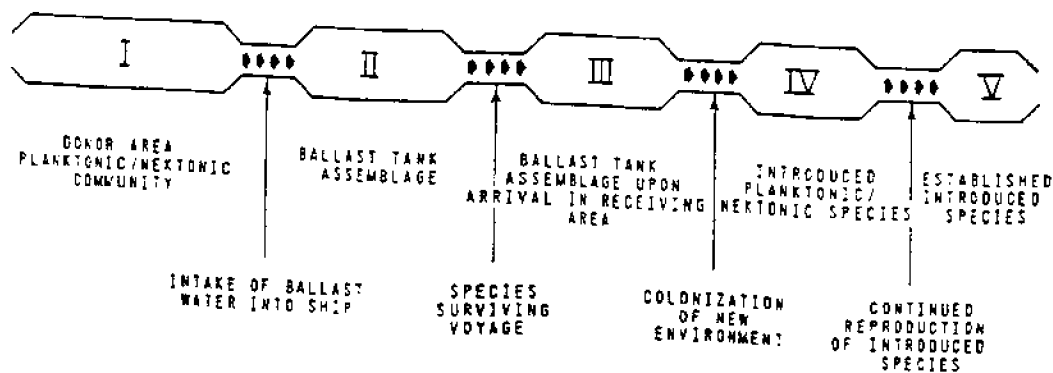 I
II
III
IV
V
DONOR AREA
PLANKTONIC/NEKTONIC
COMMUNITY
BALLAST TANK
ASSEMBLAGE
BALLAST TANK
ASSEMBLAGE UPON
ARRIVAL IN RECEIVING
AREA
INTRODUCED
PLANKTONIC/
NEKTONIC SPECIES
ESTABLISHED
INTRODUCED
SPECIES
INTAKE OF BALLAST
WATER INTO SHIP
SPECIES
SURVIVING
VOYAGE
COLONIZATION
OF NEW
ENVIRONMENT
CONTINUED
REPRODUCTION
OF INTRODUCED
SPECIES